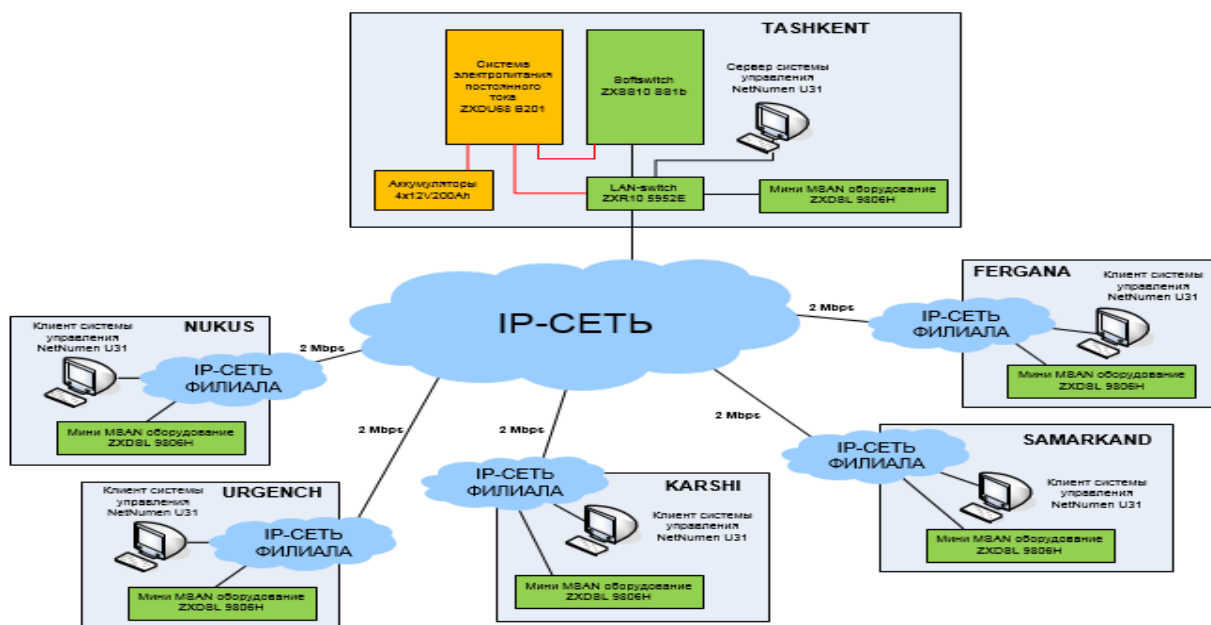 TASHKENT
Система
электропитания
постоянного
тока
ZXDU68 B201
Softswitch
ZXSS10 SS1b
Сервер системы
управления
NetNumen U31
Аккумуляторы
4x12V200Ah
LAN-switch
ZXR10 5952E
Мини MSAN оборудование
ZXDSL 9806H
IP-СЕТЬ
FERGANA
Клиент системы
управления
NetNumen U31
2 Mbps
IP-СЕТЬ
ФИЛИАЛА
Мини MSAN оборудование
ZXDSL 9806H
NUKUS
Клиент системы
управления
NetNumen U31
2 Mbps
IP-СЕТЬ
ФИЛИАЛА
Мини MSAN оборудование
ZXDSL 9806H
2 Mbps
2 Mbps
2 Mbps
SAMARKAND
IP-СЕТЬ
ФИЛИАЛА
Клиент системы
управления
NetNumen U31
Мини MSAN оборудование
ZXDSL 9806H
URGENCH
Клиент системы
управления
NetNumen U31
IP-СЕТЬ
ФИЛИАЛА
Мини MSAN оборудование
ZXDSL 9806H
KARSHI
IP-СЕТЬ
ФИЛИАЛА
Клиент системы
управления
NetNumen U31
Мини MSAN оборудование
ZXDSL 9806H